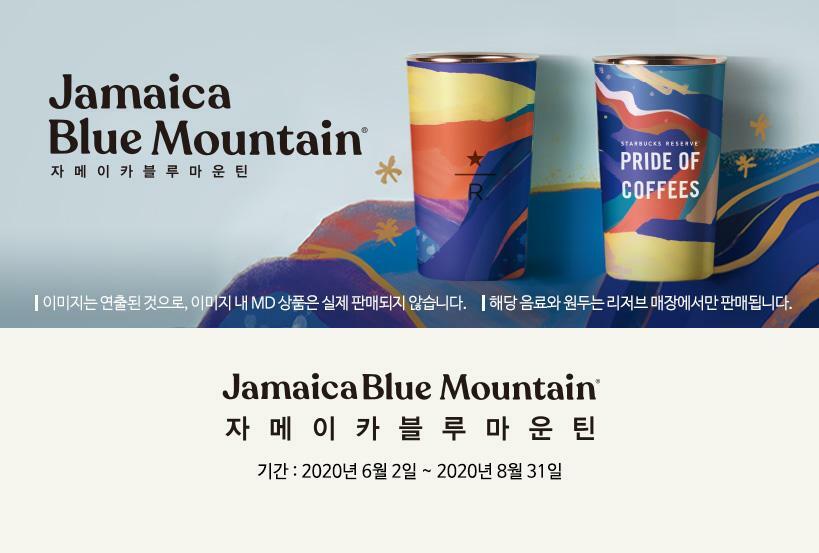 Jamaica
Blue Mountain®
자메이카블루마운틴
★
R.
STARBUCKS RESERVE
PRIDE OF
COFFEES
이미지는 연출된 것으로, 이미지 내 MD 상품은 실제 판매되지 않습니다. | 해당 음료와 원두는 리저브 매장에서만 판매됩니다.
Jamaica Blue Mountain®
자메이카블루마운틴
기간 : 2020년 6월 2일 ~ 2020년 8월 31일